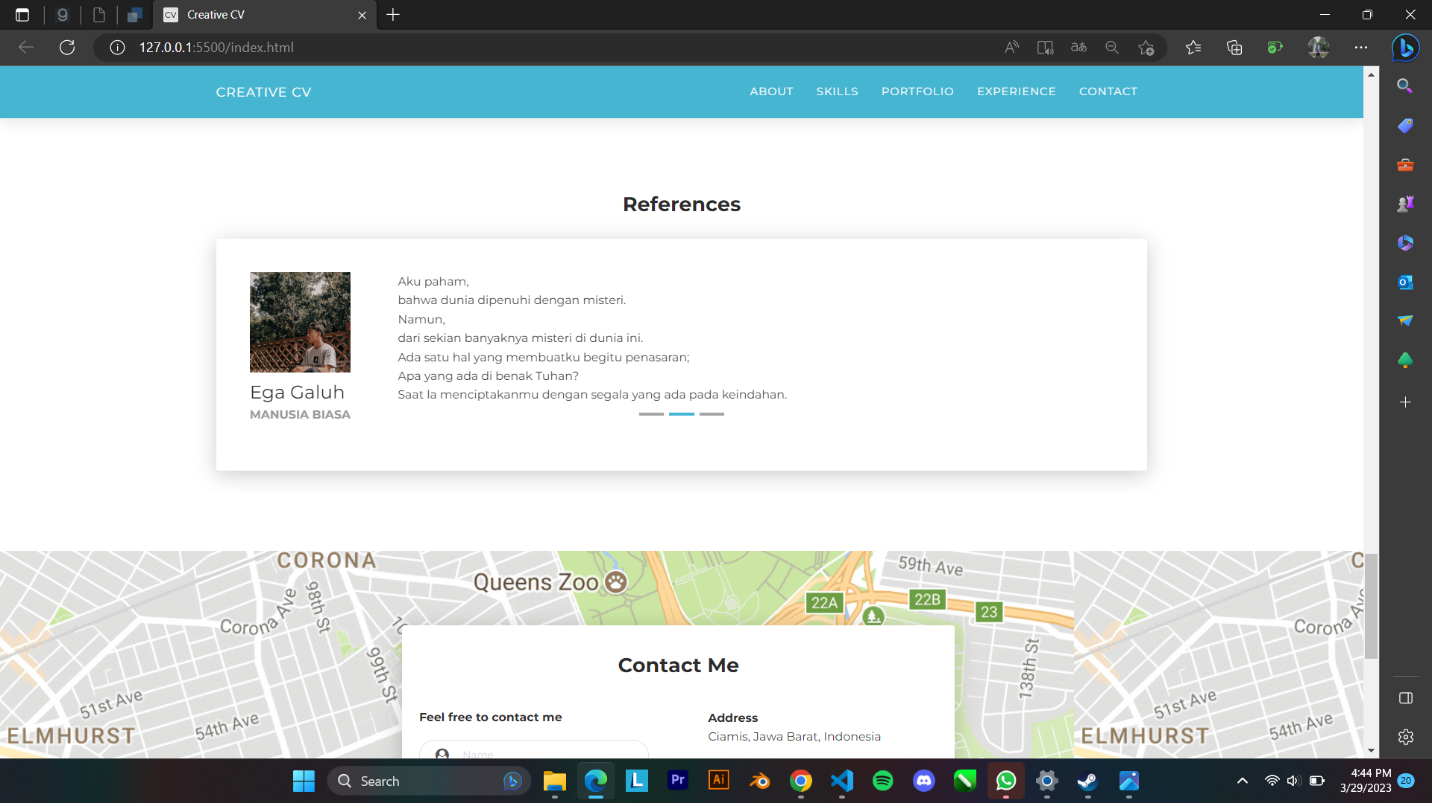 Creative CV
127.0.0.1:5500/index.html
CREATIVE CV
ABOUT SKILLS PORTFOLIO EXPERIENCE CONTACT
References
Aku paham,
bahwa dunia dipenuhi dengan misteri.
Namun,
dari sekian banyaknya misteri di dunia ini.
Ada satu hal yang membuatku begitu penasaran;
Apa yang ada di benak Tuhan?
Saat Ia menciptakanmu dengan segala yang ada pada keindahan.
Ega Galuh
MANUSIA BIASA
CORONA
Queens Zoo
59th Ave
98th St
Corona Ave
22A
22B
23
Corona Ave
99th St
138th St
51st Ave
54th Ave
ELMHURST
51st Ave
54th Ave
ELMHURST
Contact Me
Feel free to contact me
Name
Address
Ciamis, Jawa Barat, Indonesia
Search
4:44 PM
3/29/2023
20